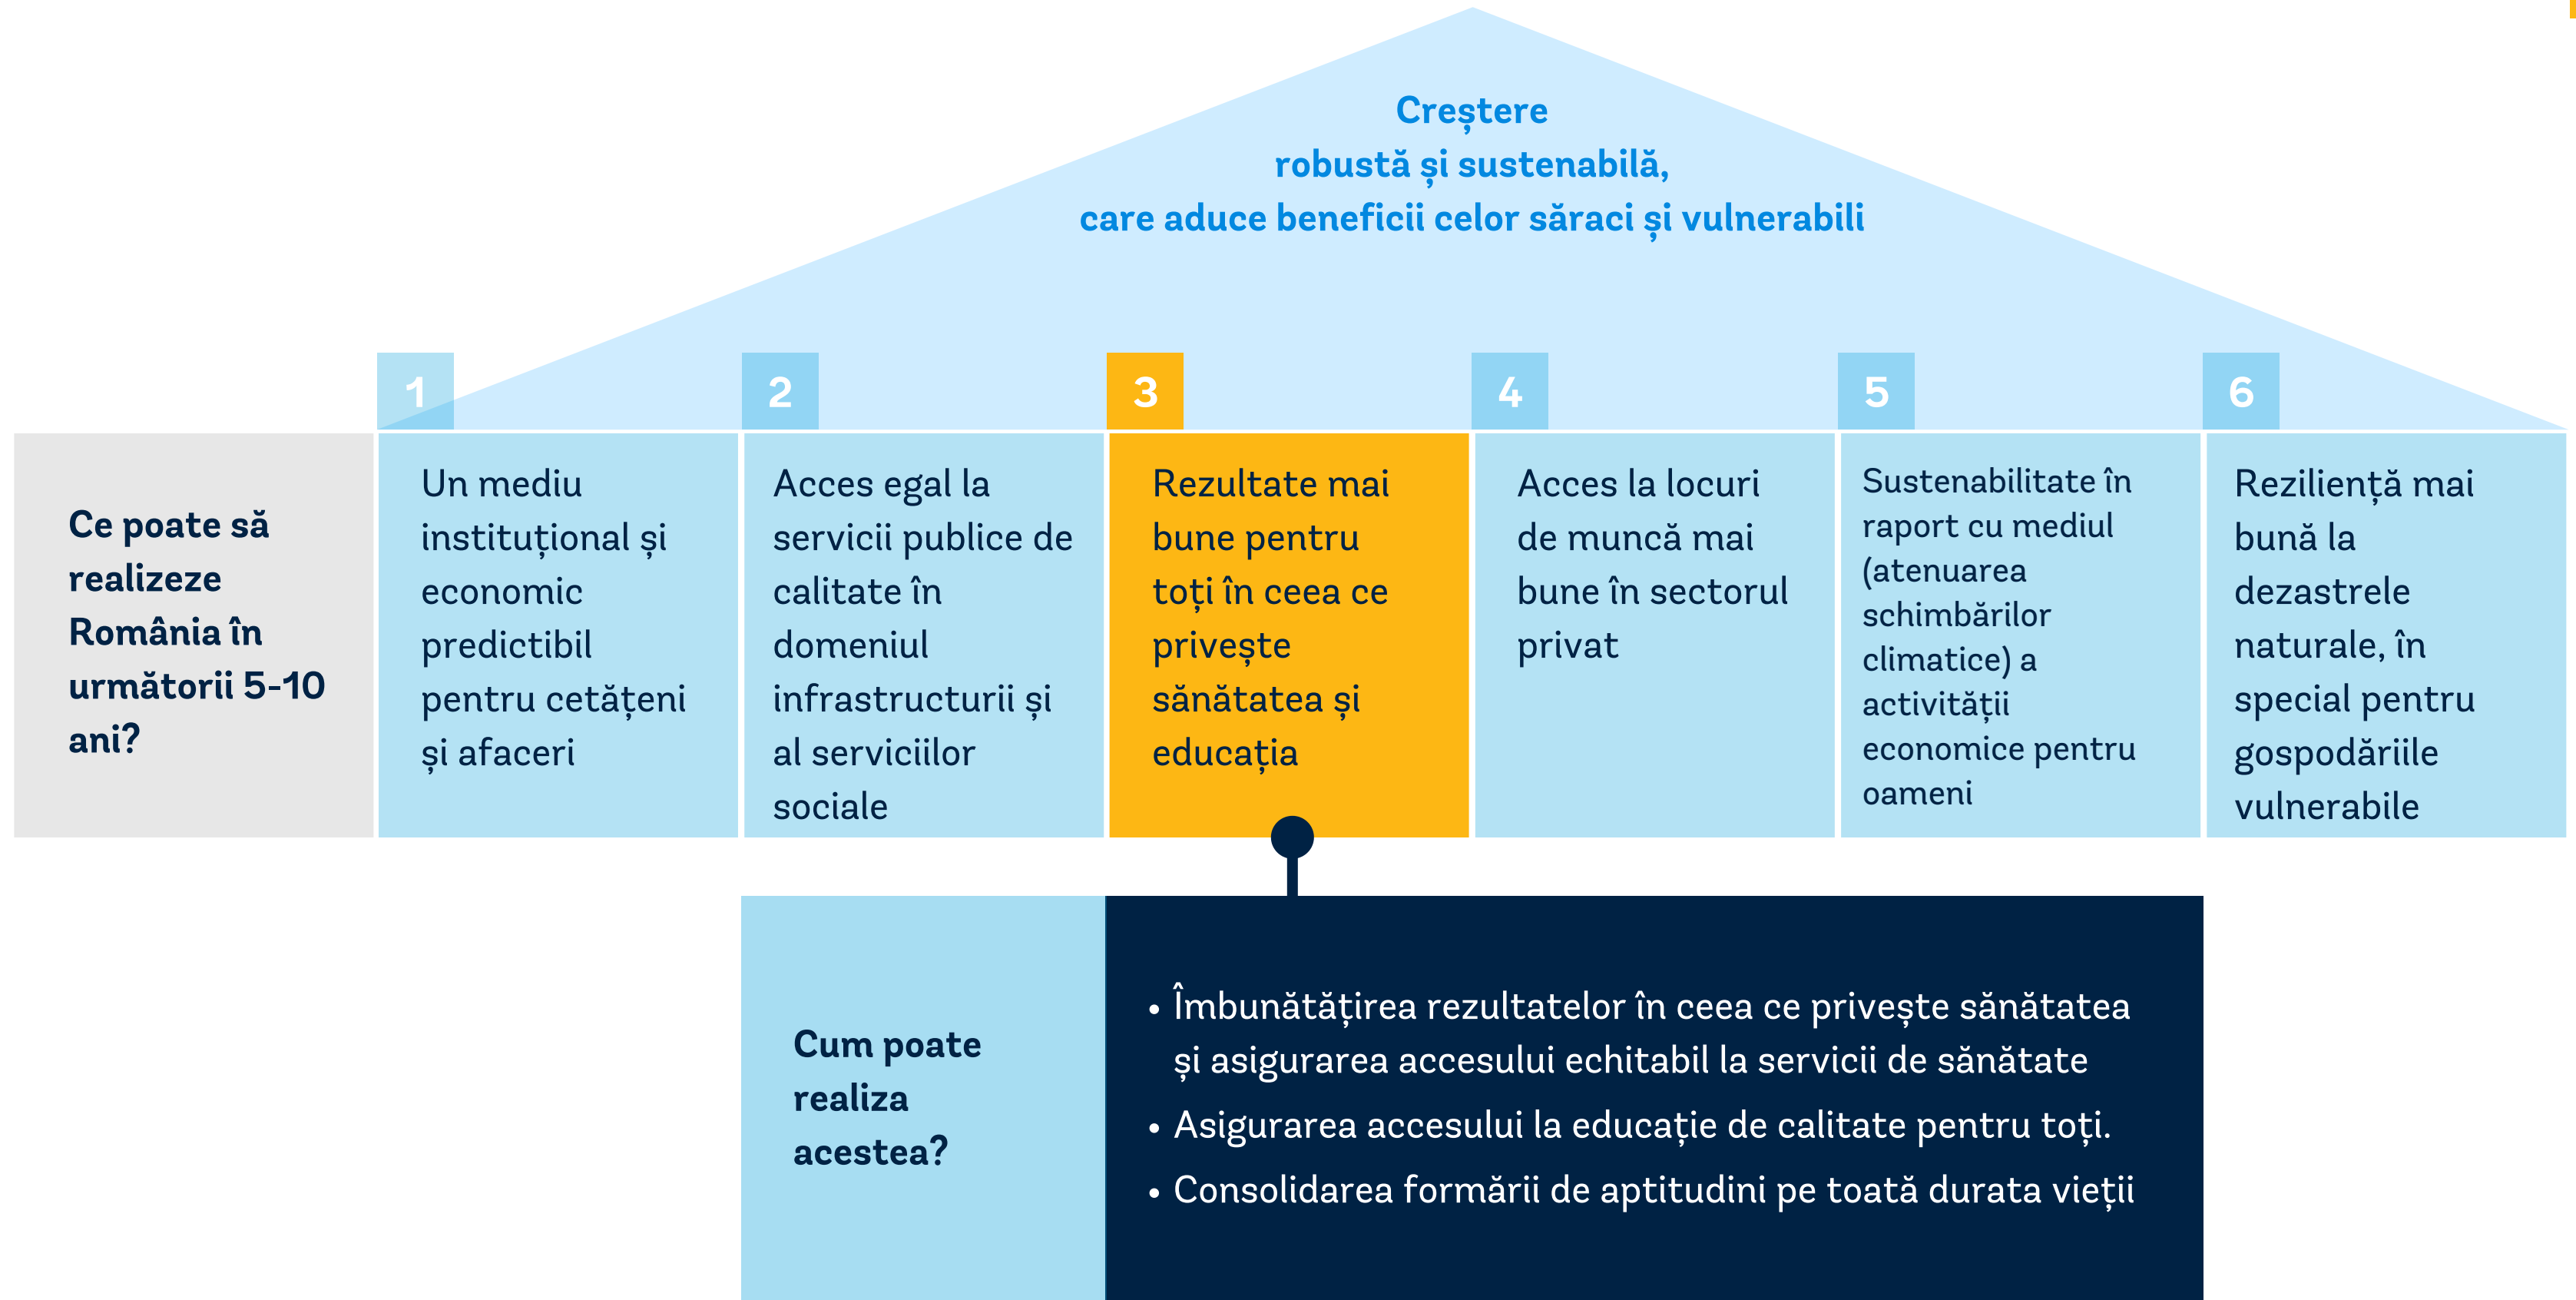 Creștere
robustă și sustenabilă,
care aduce beneficii celor săraci și vulnerabili
Ce poate să
realizeze
România în
următorii 5-10
ani?
1
Un mediu
instituțional și
economic
predictibil
pentru cetățeni
și afaceri
2
Acces egal la
servicii publice de
calitate în
domeniul
infrastructurii și
al serviciilor
sociale
3
Rezultate mai
bune pentru
toți în ceea ce
privește
sănătatea și
educația
4
Acces la locuri
de muncă mai
bune în sectorul
privat
5
Sustenabilitate în
raport cu mediul
(atenuarea
schimbărilor
climatice) a
activității
economice pentru
oameni
6
Reziliență mai
bună la
dezastrele
naturale, în
special pentru
gospodăriile
vulnerabile
Cum poate
realiza
acestea?
• Îmbunătățirea rezultatelor în ceea ce privește sănătatea
și asigurarea accesului echitabil la servicii de sănătate
• Asigurarea accesului la educație de calitate pentru toți.
• Consolidarea formării de aptitudini pe toată durata vieții